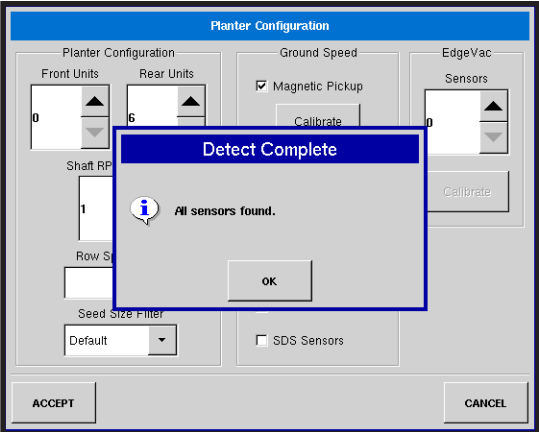 Planter Configuration
Planter Configuration
Ground Speed
EdgeVac
Front Units
Rear Units
Magnetic Pickup
Sensors
0
6
Calibrate
0
Detect Complete
Shaft RP
1
All sensors found.
Calibrate
Row Sp
OK
Seed Size Filter
Default
SDS Sensors
ACCEPT
CANCEL